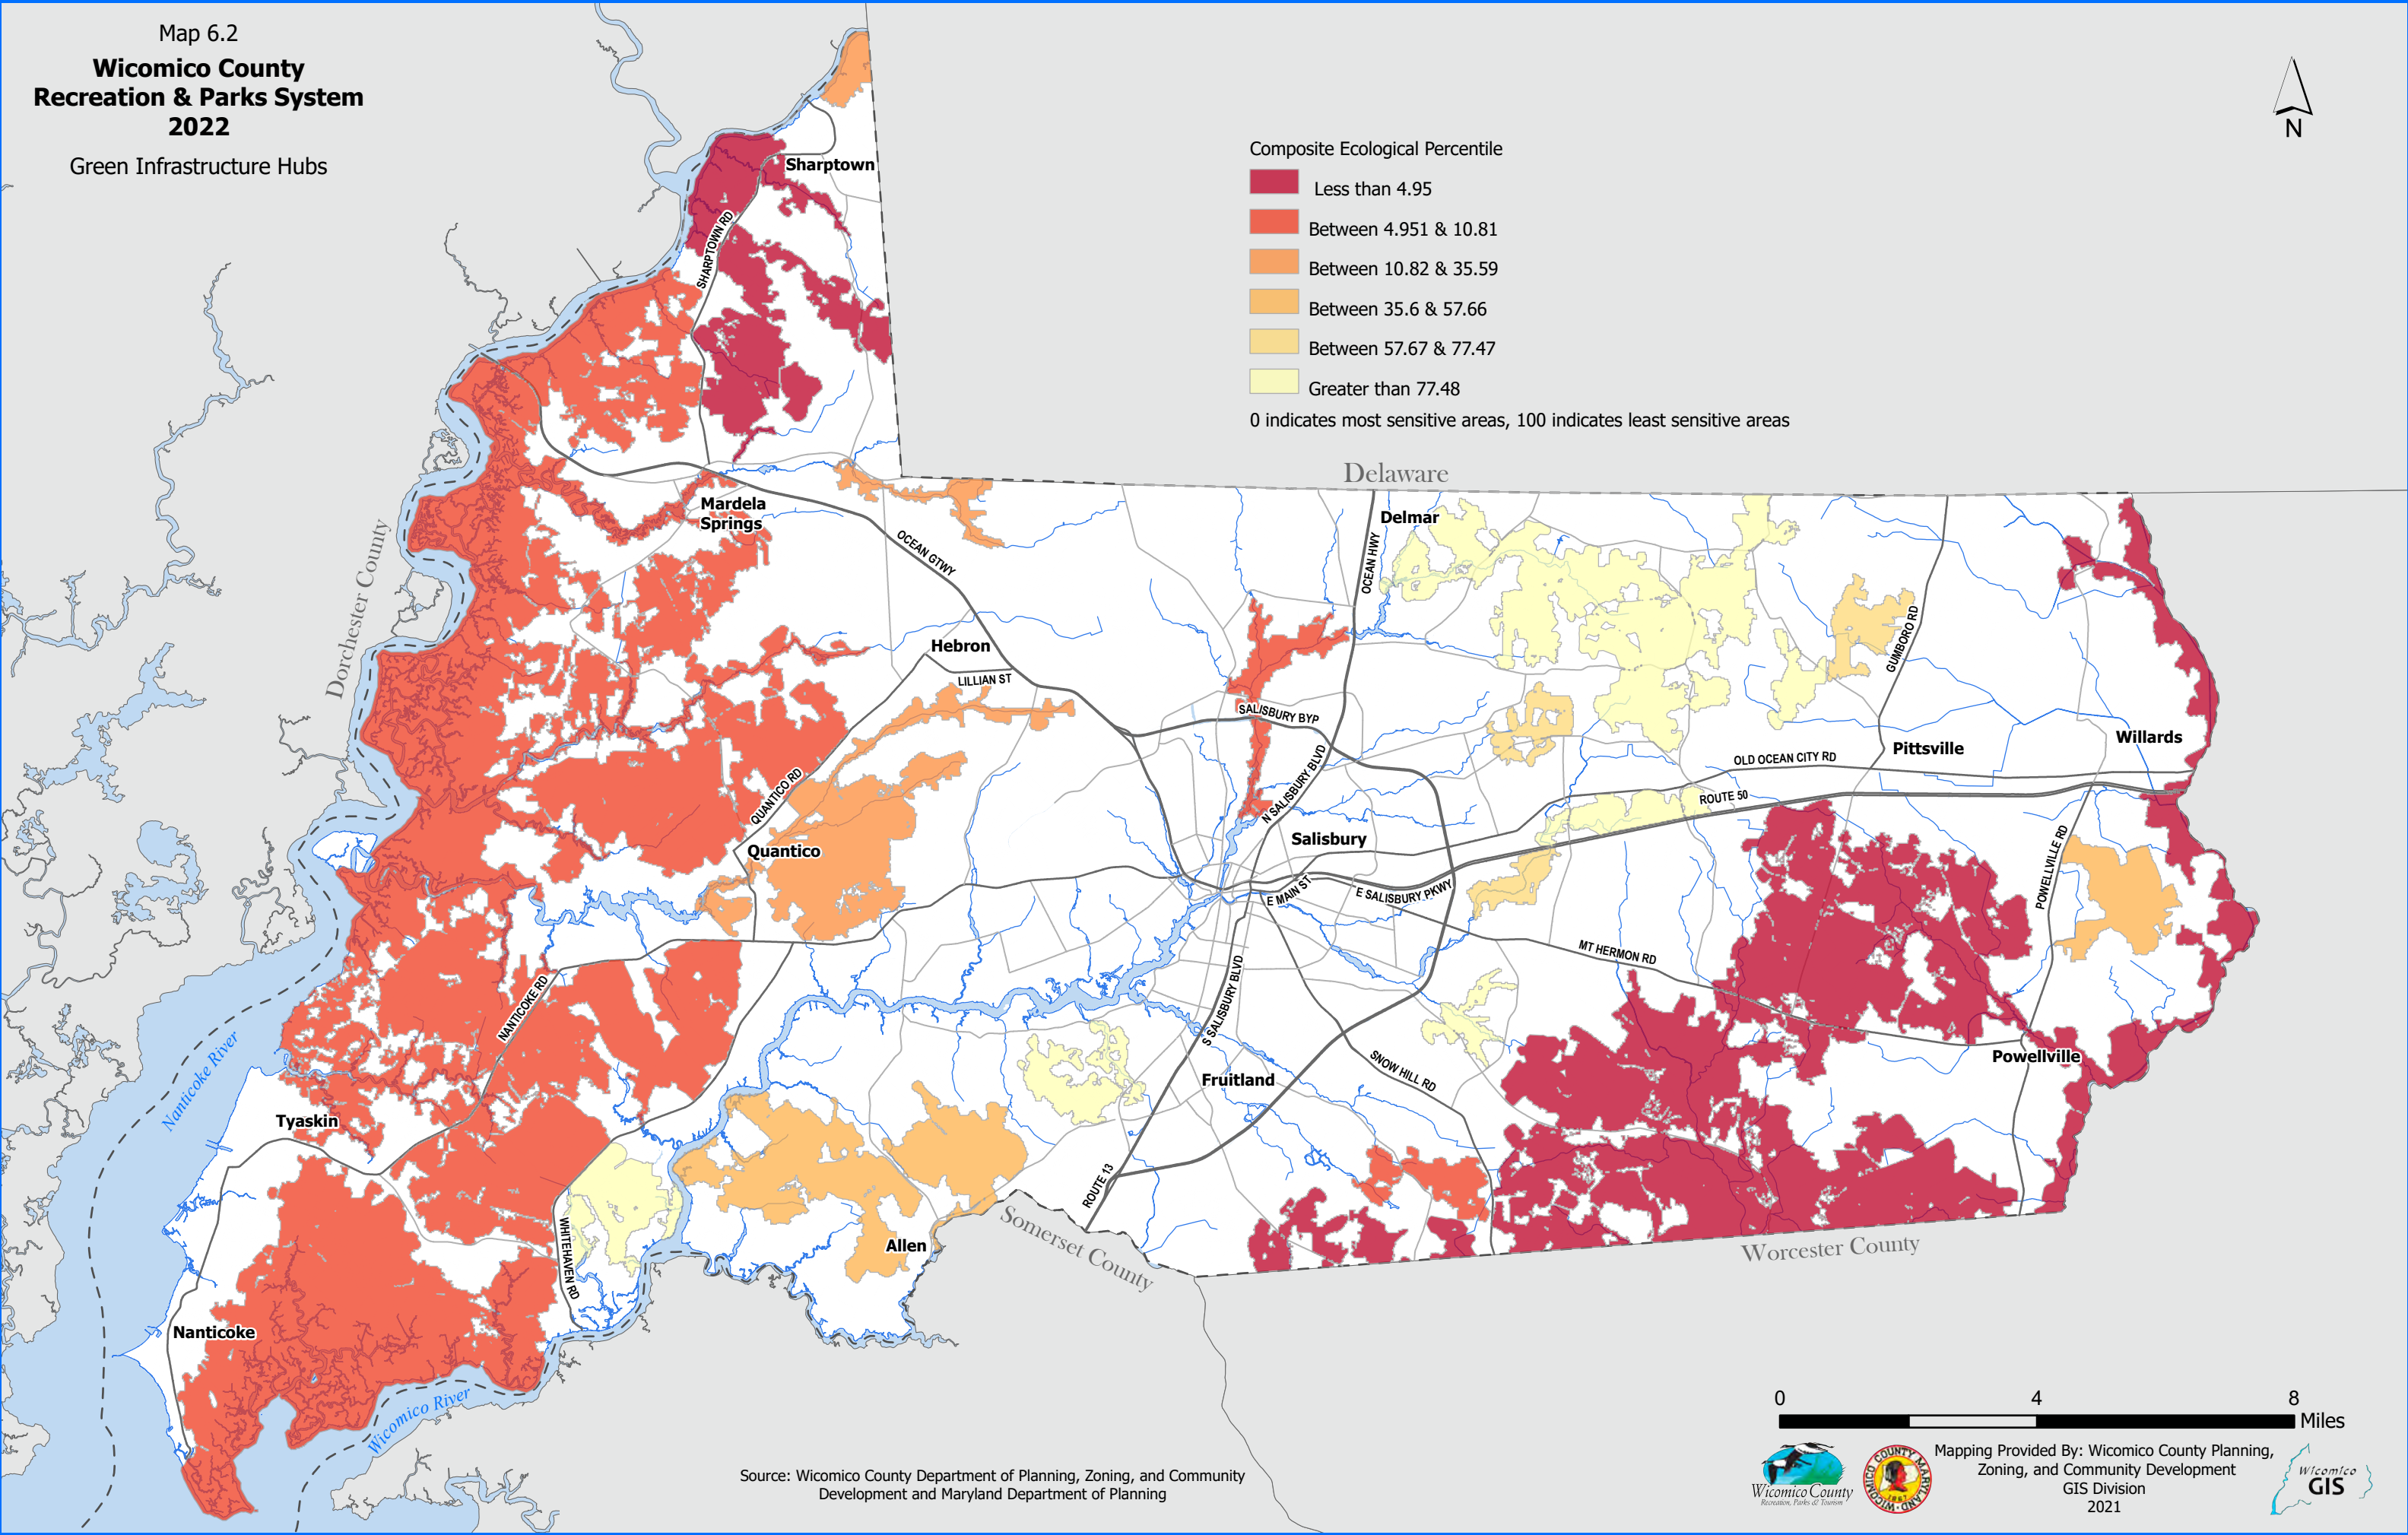 Map 6.2
Wicomico County
Recreation & Parks System
2022
Green Infrastructure Hubs
N
Composite Ecological Percentile
Less than 4.95
Between 4.951 & 10.81
Between 10.82 & 35.59
Between 35.6 & 57.66
Between 57.67 & 77.47
Greater than 77.48
0 indicates most sensitive areas, 100 indicates least sensitive areas
Delaware
Sharptown
SHARPTOWN RD
Mardela
Springs
Delmar
OCEAN GTWY
OCEAN HWY
Dorchester County
Hebron
LILLIAN ST
GUMBORO RD
SALISBURY BYP
N SALISBURY BLVD
Pittsville
Willards
OLD OCEAN CITY RD
ROUTE 50
QUANTICO RD
Quantico
Salisbury
POWELLVILLE RD
E MAIN ST
E SALISBURY PKWY
MT HERMON RD
NANTICOKE RD
S SALISBURY BLVD
Nanticoke River
SNOW HILL RD
Powellville
Fruitland
Tyaskin
ROUTE 13
WHITEHAVEN RD
Allen
Somerset County
Worcester County
Nanticoke
Wicomico River
0 4 8
Miles
Source: Wicomico County Department of Planning, Zoning, and Community
Development and Maryland Department of Planning
Wicomico County
Recreation, Parks & Tourism
WICOMICO COUNTY MARYLAND
1867
Mapping Provided By: Wicomico County Planning,
Zoning, and Community Development
GIS Division
2021
Wicomico
GIS